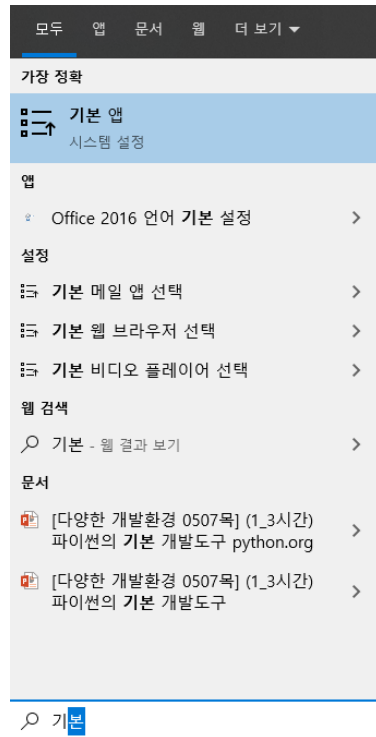 모두 앱 문서 웹 더 보기
가장 정확
기본 앱
시스템 설정
앱
Office 2016 언어 기본 설정
설정
기본 메일 앱 선택
기본 웹 브라우저 선택
기본 비디오 플레이어 선택
웹 검색
기본 - 웹 결과 보기
문서
[다양한 개발환경 0507목] (1_3시간)
파이썬의 기본 개발도구 python.org
[다양한 개발환경 0507목] (1_3시간)
파이썬의 기본 개발도구
기본